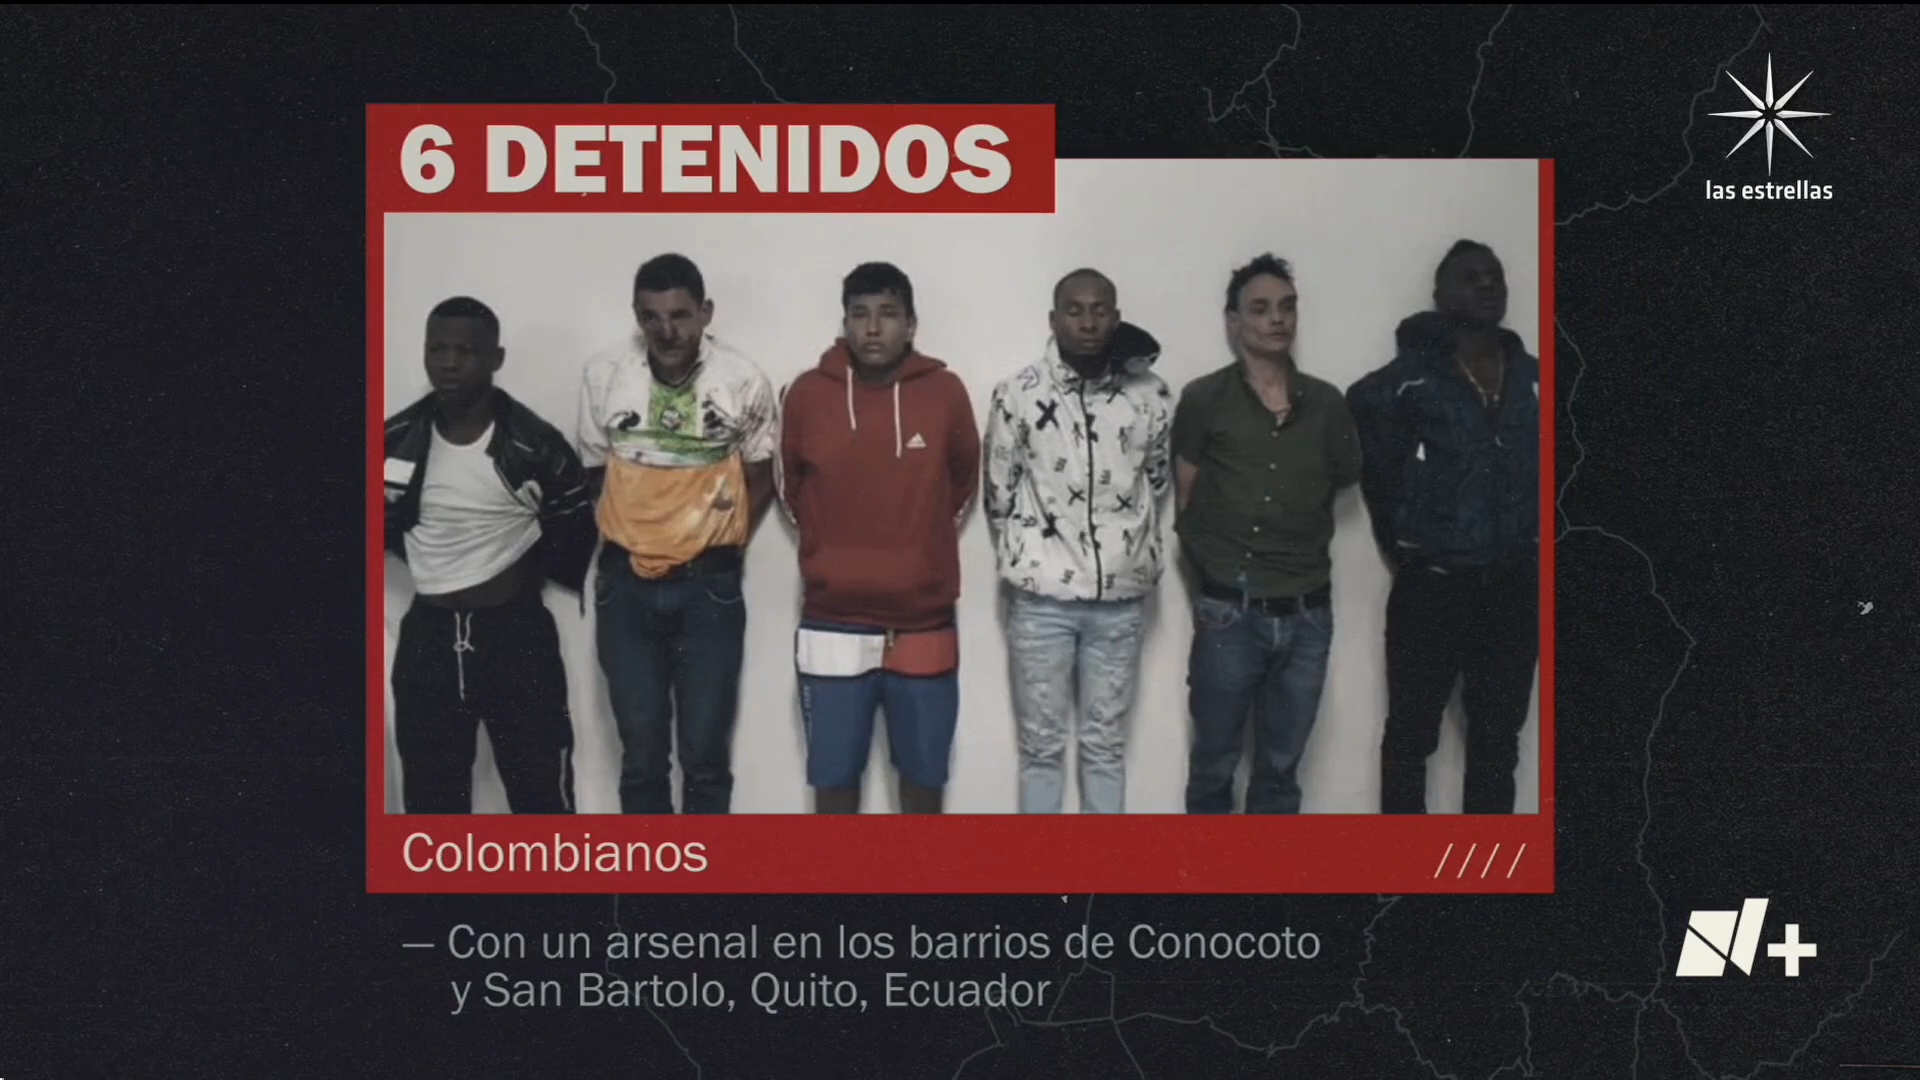 6 DETENIDOS
las estrellas
Colombianos
////
— Con un arsenal en los barrios de Conocoto
y San Bartolo, Quito, Ecuador
N+